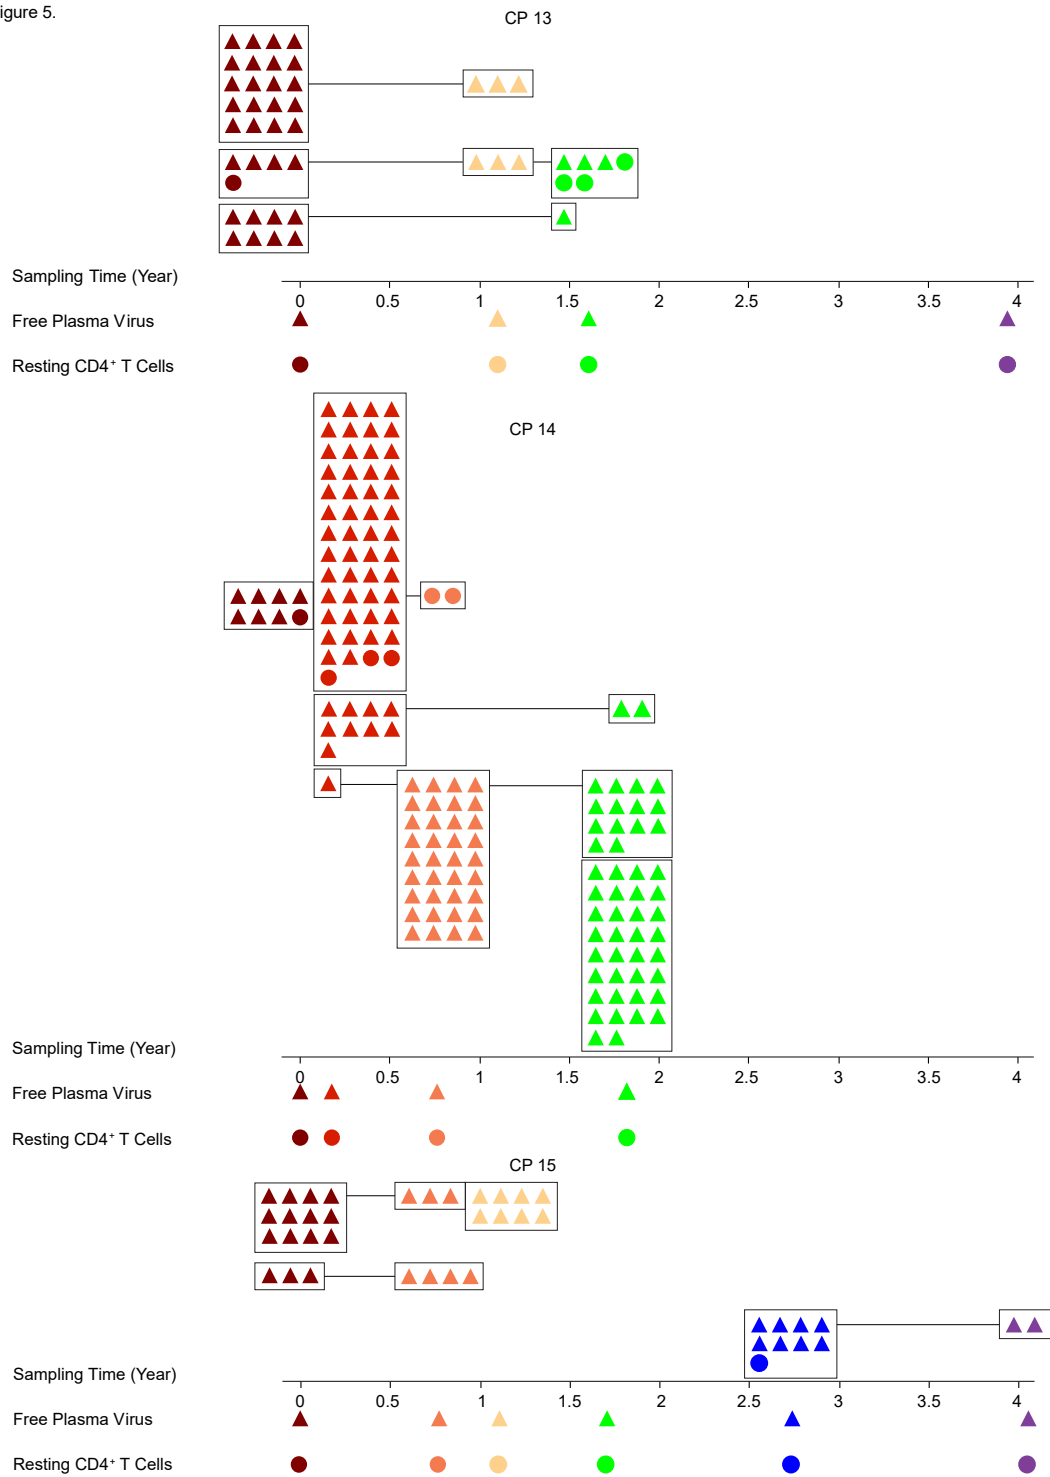 igure 5.
CP 13
Sampling Time (Year)
0 0.5 1 1.5 2 2.5 3 3.5 4
Free Plasma Virus
Resting CD4⁺ T Cells
CP 14
Sampling Time (Year)
0 0.5 1 1.5 2 2.5 3 3.5 4
Free Plasma Virus
Resting CD4⁺ T Cells
CP 15
Sampling Time (Year)
0 0.5 1 1.5 2 2.5 3 3.5 4
Free Plasma Virus
Resting CD4⁺ T Cells